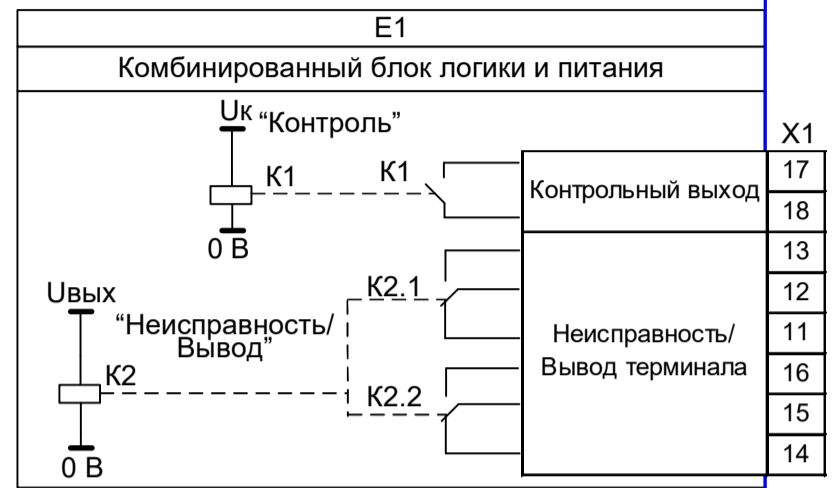 E1
Комбинированный блок логики и питания
Uк "Контроль"
X1
K1
K1
Контрольный выход
17
18
0 В
Uвых
"Неисправность/
Вывод"
K2
K2.1
K2.2
Неисправность/
Вывод терминала
13
12
11
16
15
14
0 В